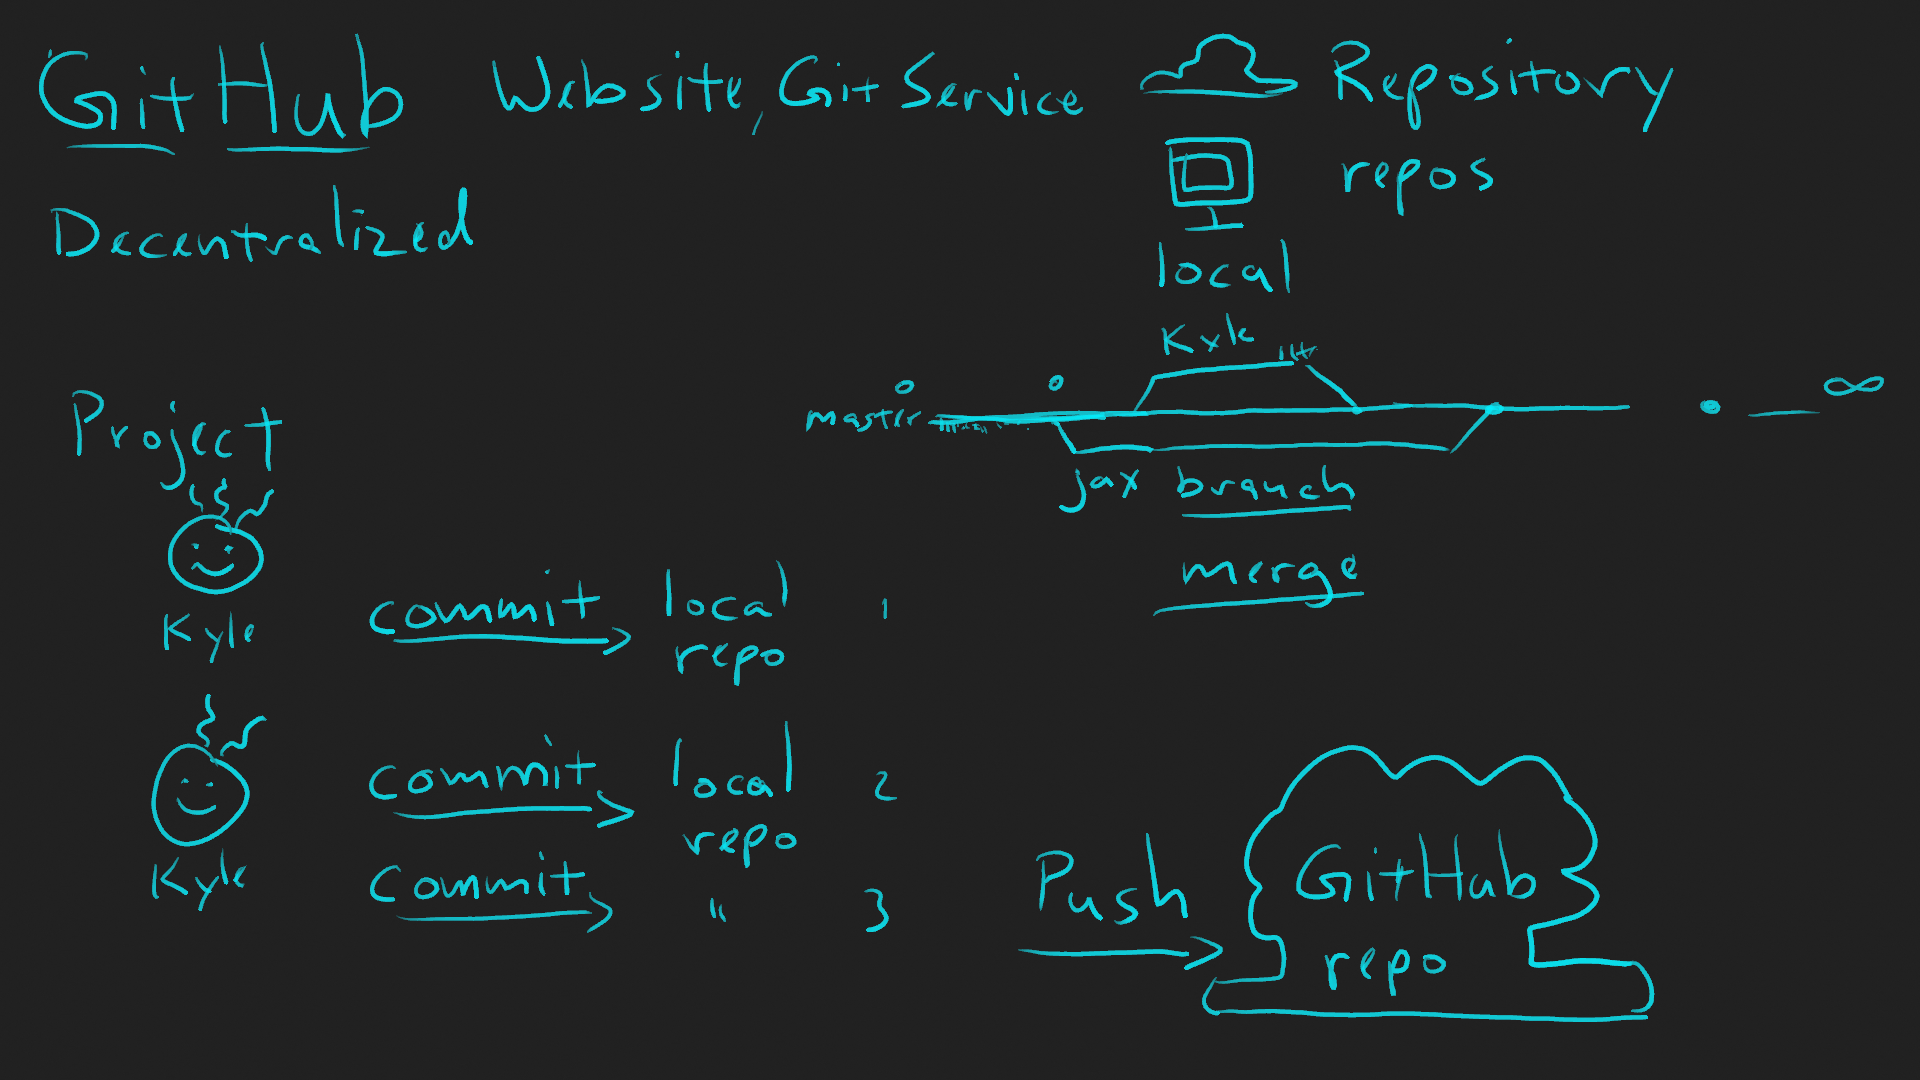 GitHub Website, Git Service Repository
repos
Decentralized
local
Kyle
master
∞
Project
jax branch
merge
Kyle
commit local 1
repo
Kyle
commit local 2
repo
commit " 3
Push
GitHub
repo